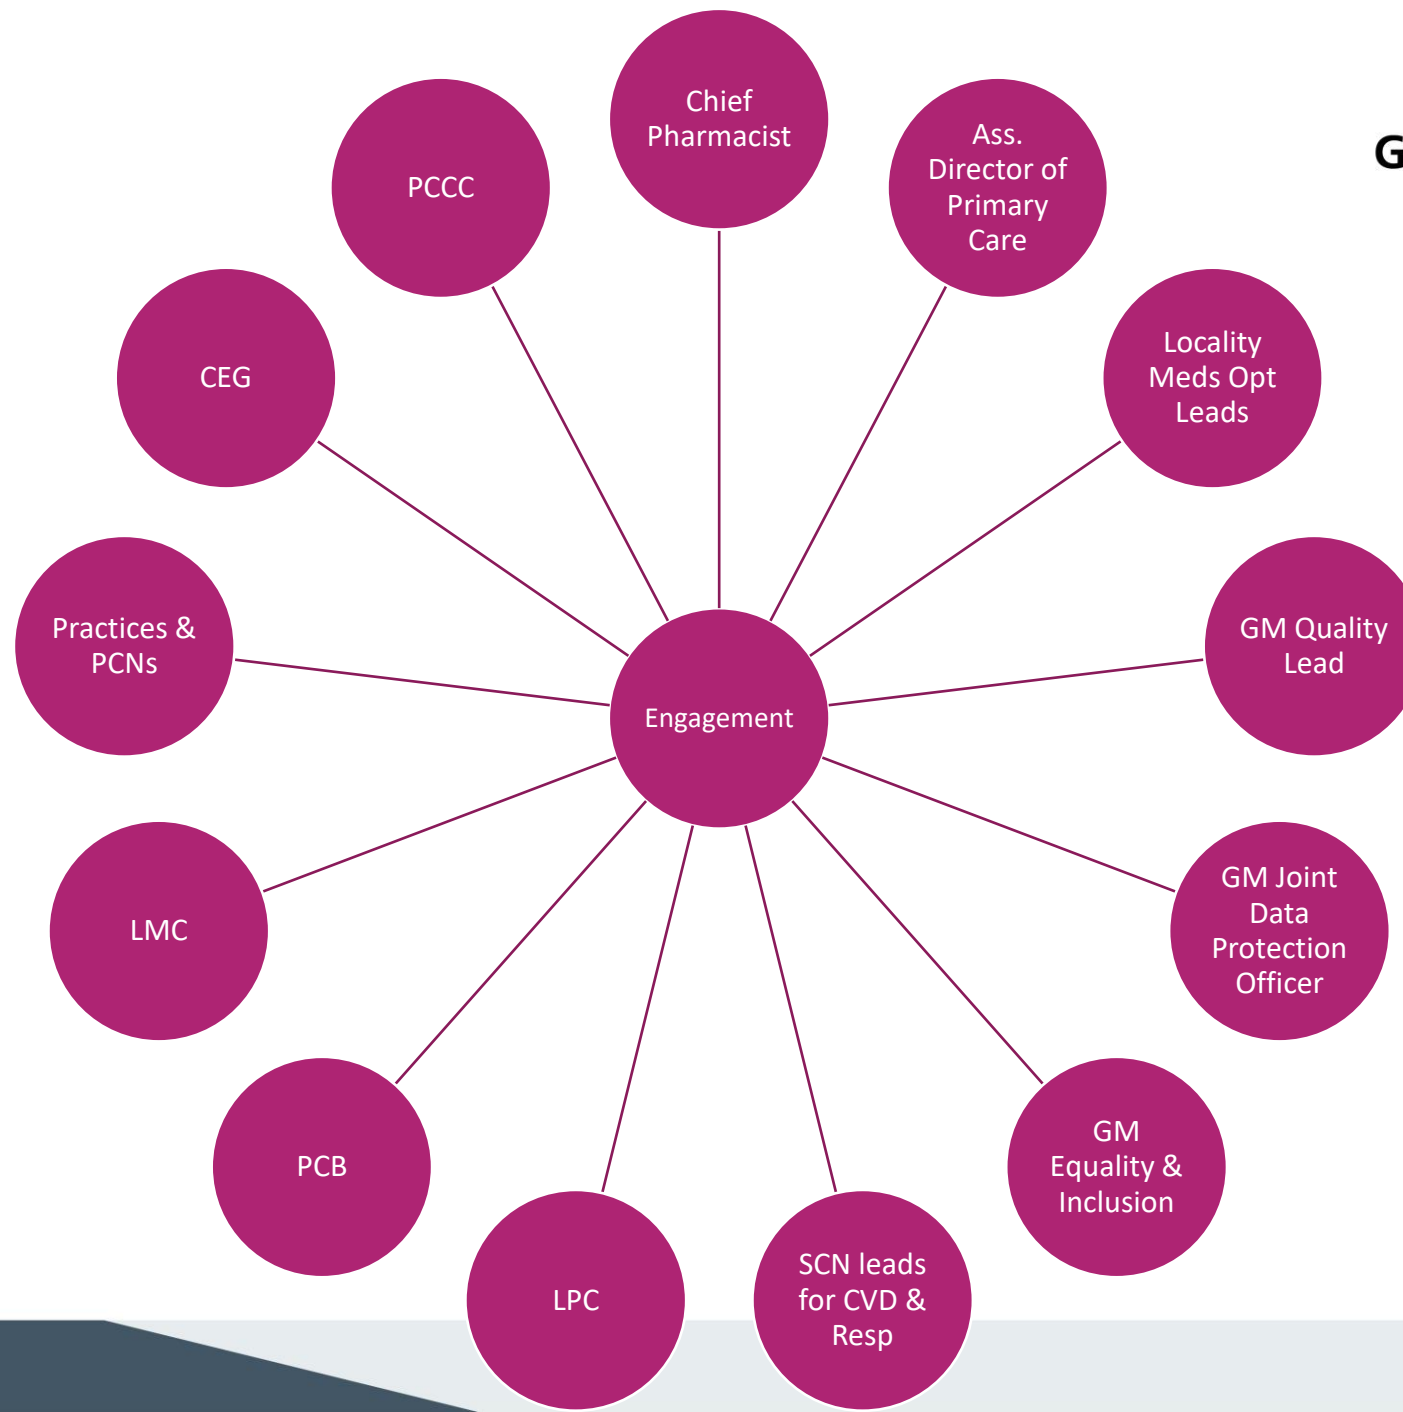 Chief
Pharmacist
Ass.
Director of
Primary
Care
Locality
Meds Opt
Leads
GM Quality
Lead
GM Joint
Data
Protection
Officer
GM
Equality &
Inclusion
SCN leads
for CVD &
Resp
LPC
PCB
LMC
Practices &
PCNs
CEG
PCCC
Engagement
G